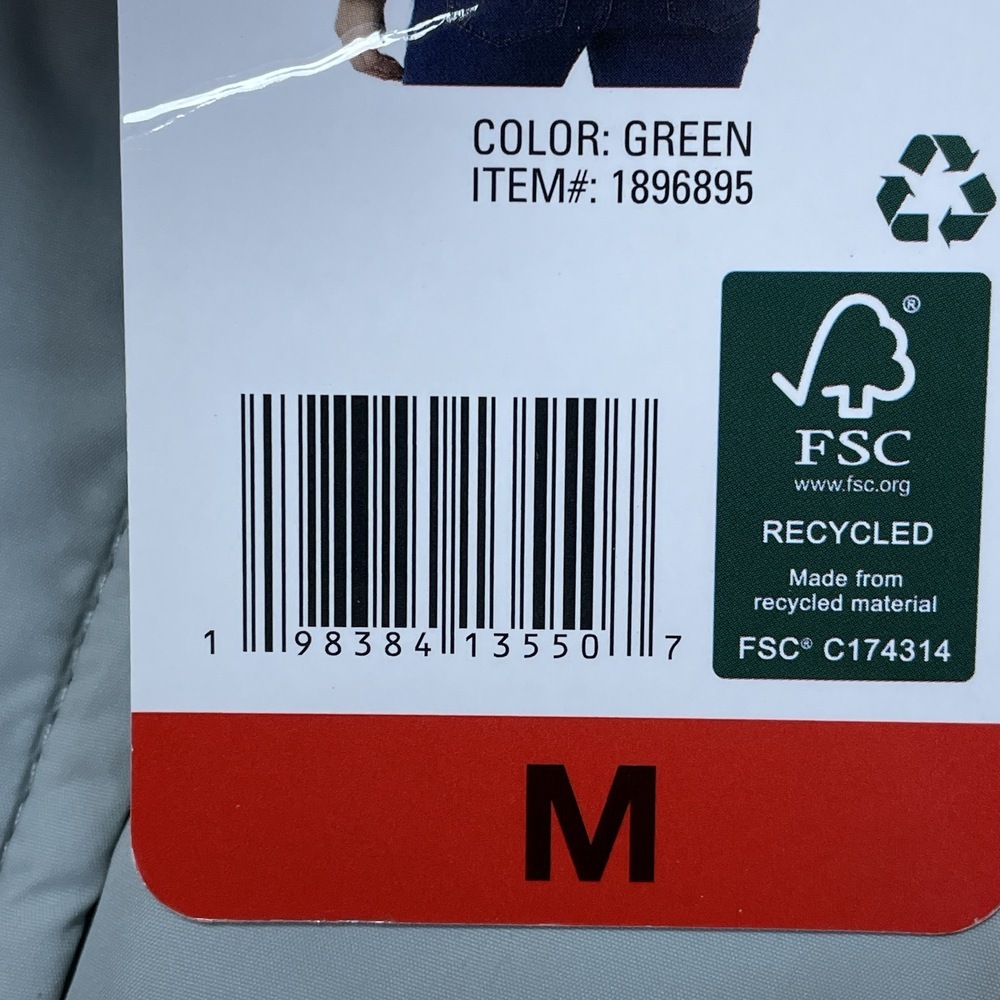 COLOR: GREEN
ITEM#: 1896895
®
FSC
www.fsc.org
RECYCLED
Made from
recycled material
FSC® C174314
1 98384 13550 7
M